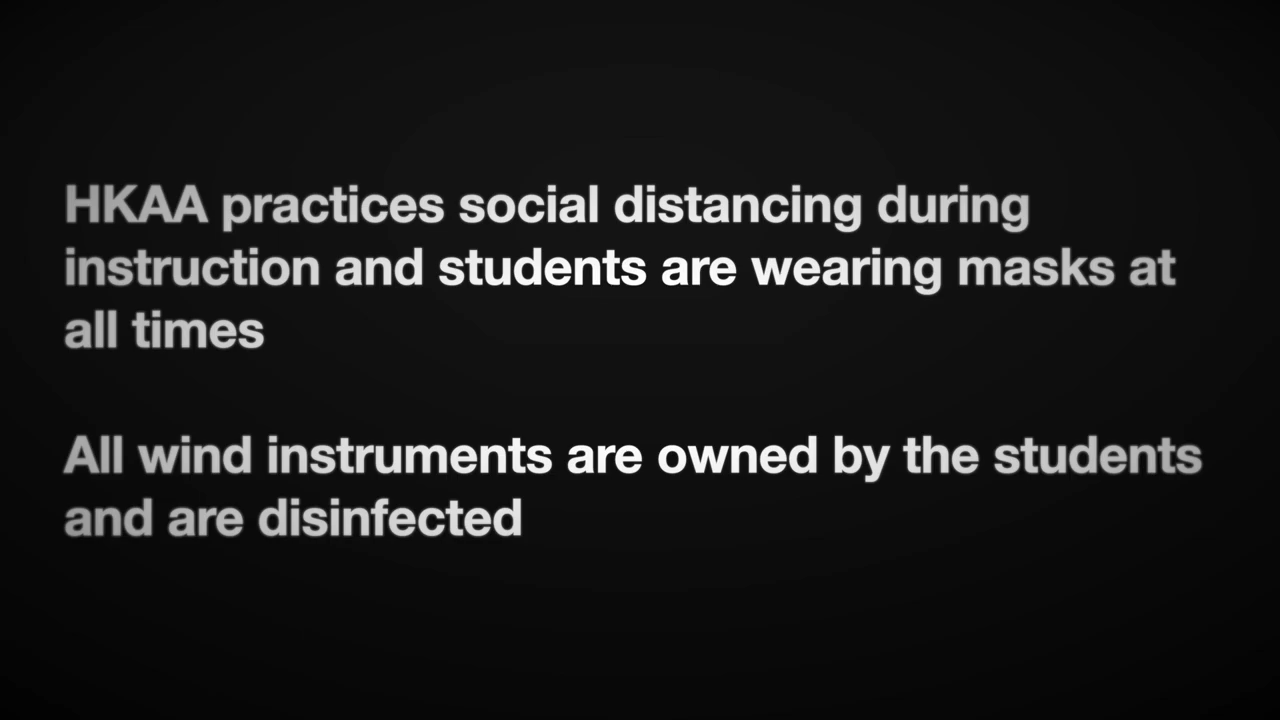 HKAA practices social distancing during
instruction and students are wearing masks at
all times
All wind instruments are owned by the students
and are disinfected